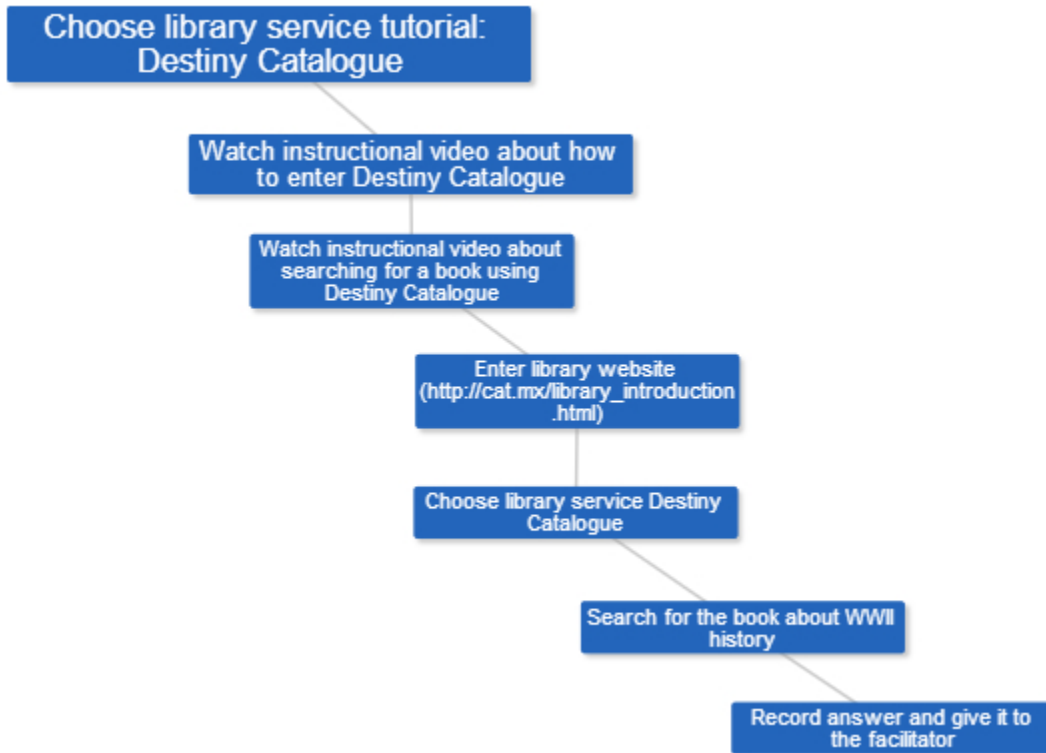 Choose library service tutorial:
Destiny Catalogue
Watch instructional video about how
to enter Destiny Catalogue
Watch instructional video about
searching for a book using
Destiny Catalogue
Enter library website
(http://cat.mx/library_introduction
.html)
Choose library service Destiny
Catalogue
Search for the book about WWII
history
Record answer and give it to
the facilitator